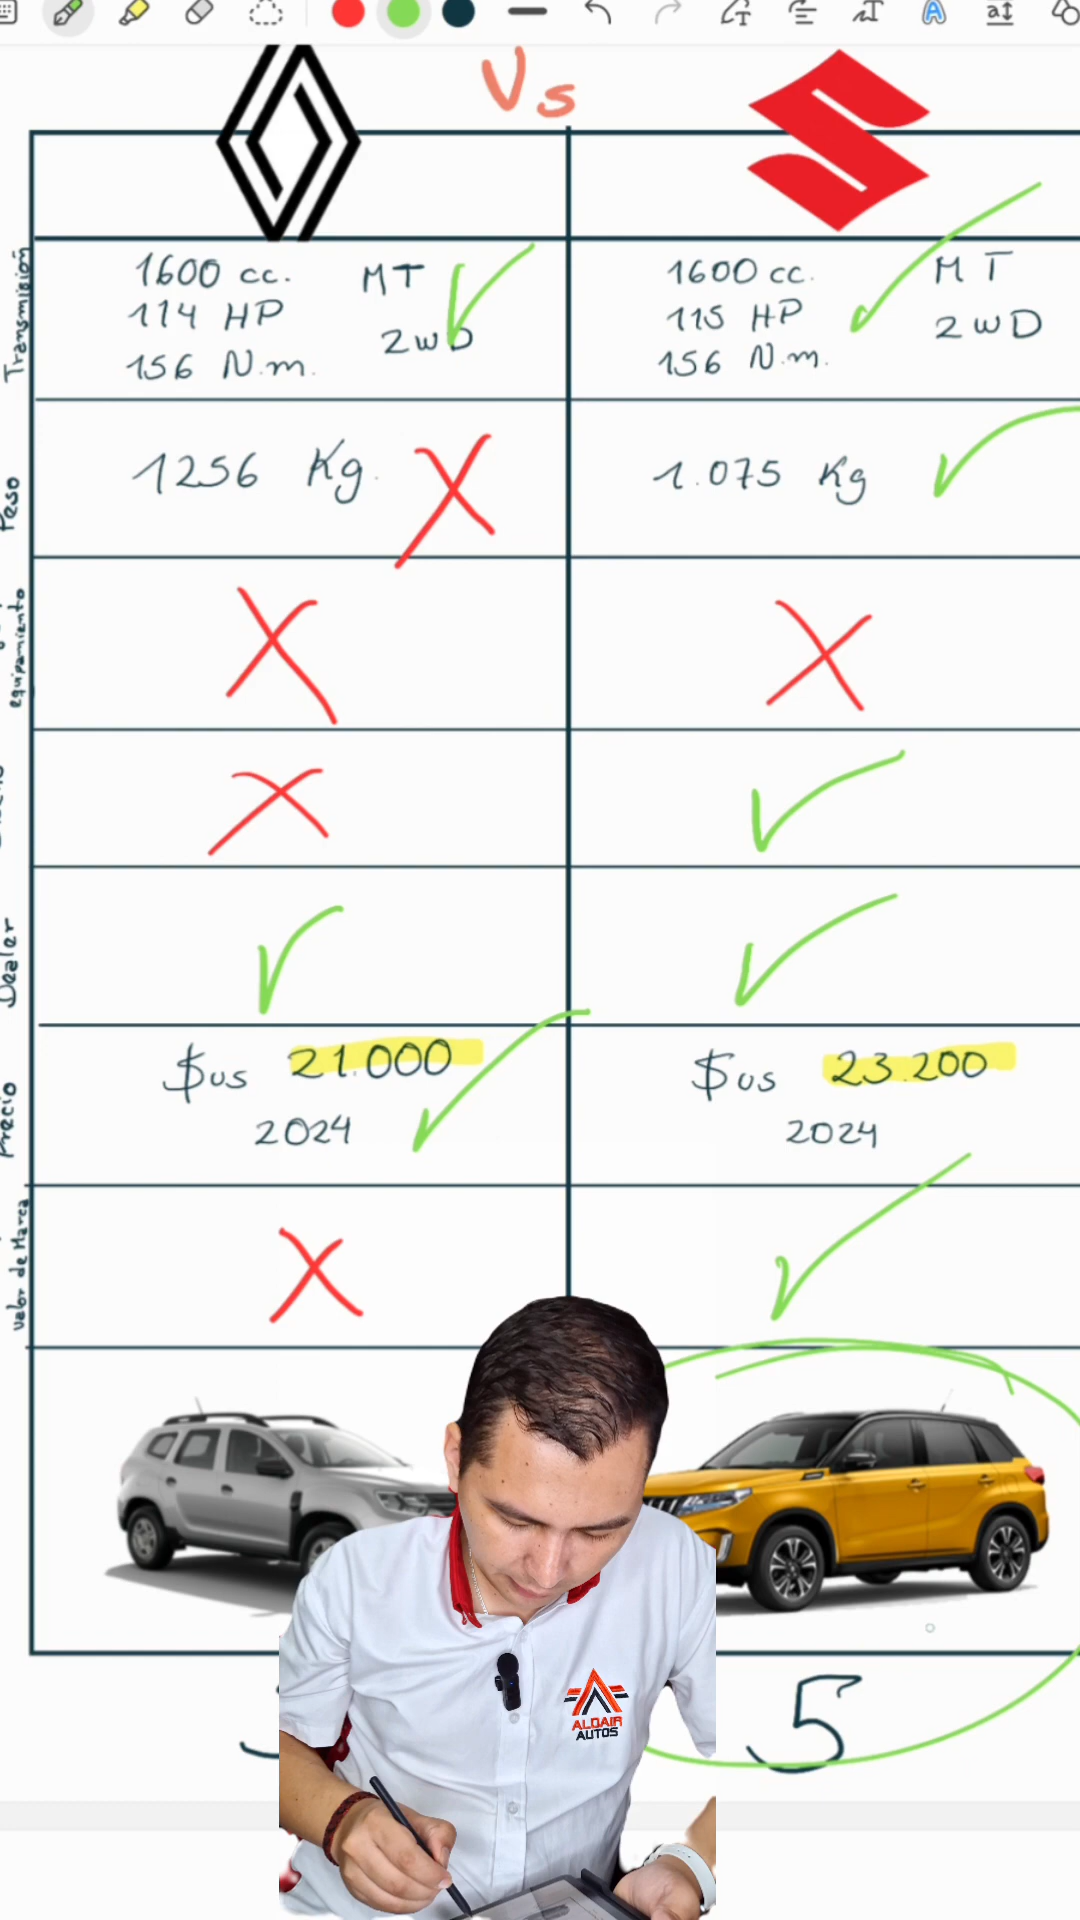 Vs
Transmisión
1600 cc. MT
114 HP
2WD
156 N.m.
1600 cc. MT
115 HP
2WD
156 N.m.
Peso
1256 Kg.
1.075 Kg
equipamiento
Dealer
Precio
$us 21.000
2024
$us 23.200
2024
Valor de Marca
5
ALDAIR
AUTOS